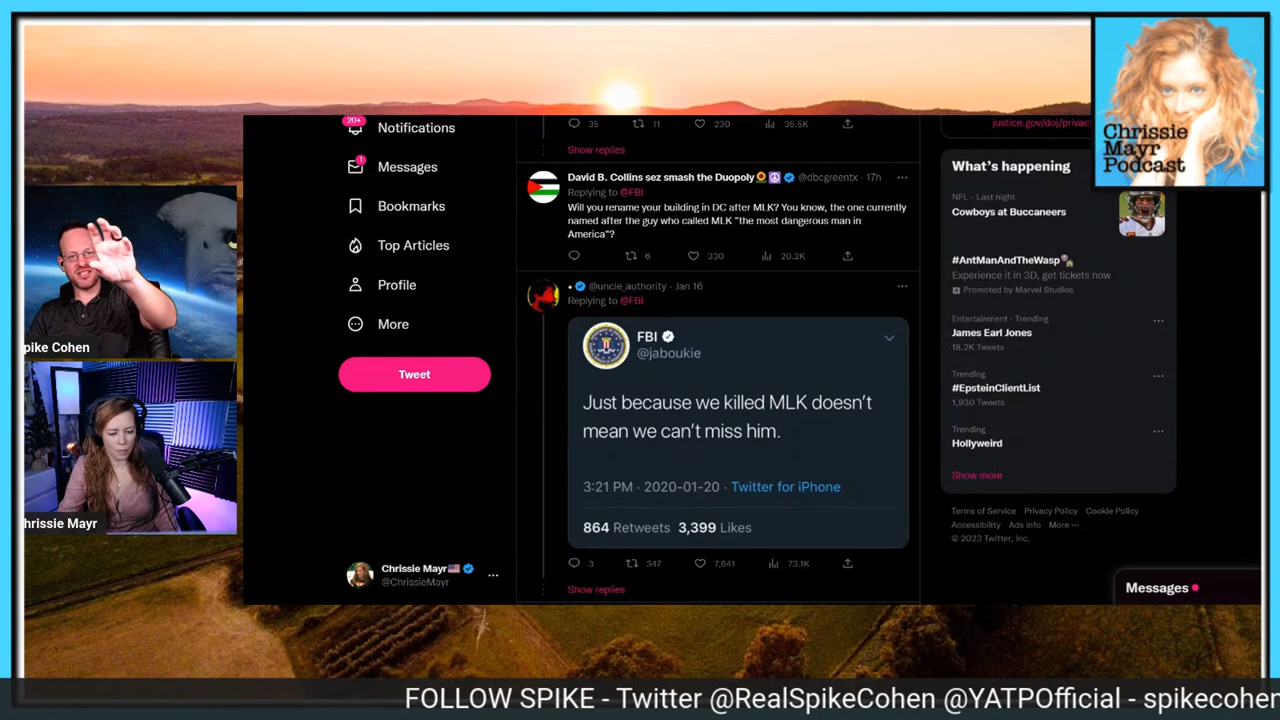 Chrissie
Mayr
Podcast
20+
Notifications
1
Messages
Bookmarks
Top Articles
Profile
More
Tweet
Chrissie Mayr🇺🇸
@ChrissieMayr
pike Cohen
hrissie Mayr
35 11 230 35.5K
Show replies
David B. Collins sez smash the Duopoly🌻☮️ @dbcgreentx · 17h
Replying to @FBI
Will you rename your building in DC after MLK? You know, the one currently
named after the guy who called MLK "the most dangerous man in
America"?
6 330 20.2K
• @uncle_authority · Jan 16
Replying to @FBI
FBI
@jaboukie
Just because we killed MLK doesn't
mean we can't miss him.
3:21 PM · 2020-01-20 · Twitter for iPhone
864 Retweets 3,399 Likes
3 347 7,641 73.1K
Show replies
justice.gov/doj/privac
What's happening
NFL · Last night
Cowboys at Buccaneers
#AntManAndTheWasp
Experience it in 3D, get tickets now
Promoted by Marvel Studios
Entertainment · Trending
James Earl Jones
18.2K Tweets
Trending
#EpsteinClientList
1,930 Tweets
Trending
Hollyweird
Show more
Terms of Service Privacy Policy Cookie Policy
Accessibility Ads info More ···
© 2023 Twitter, Inc.
Messages
FOLLOW SPIKE - Twitter @RealSpikeCohen @YATPOfficial - spikecohen